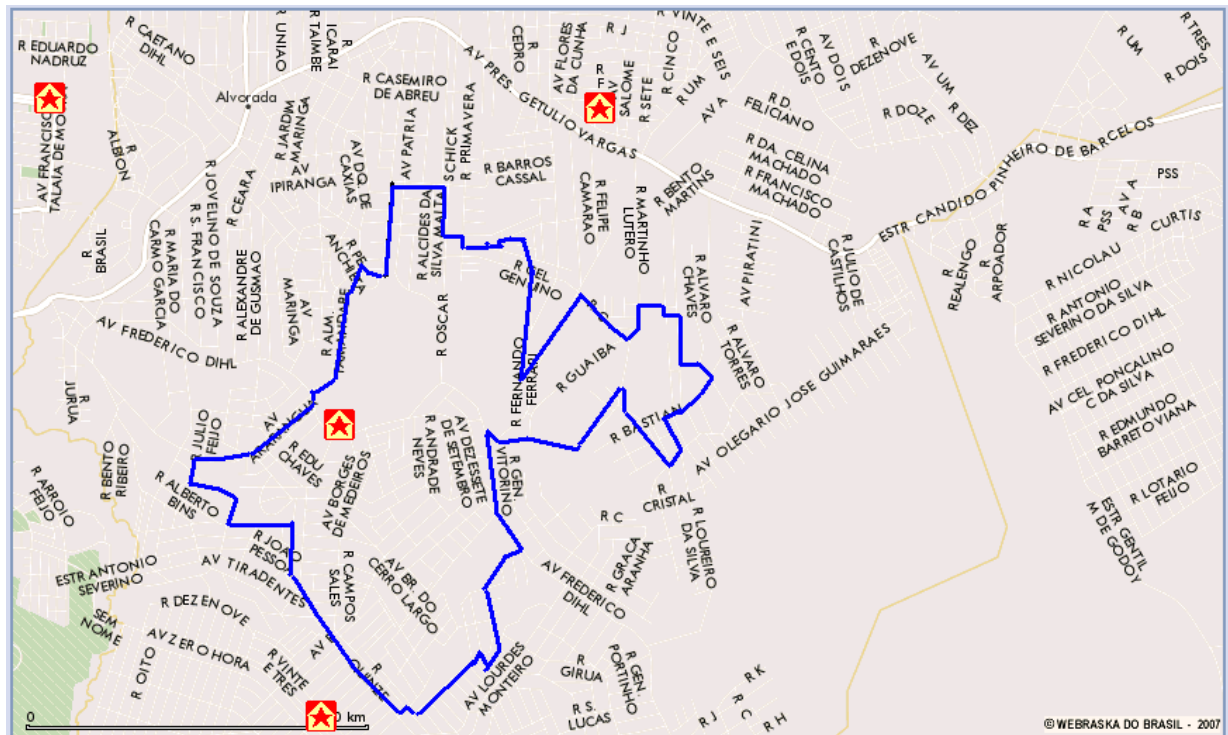 R EDUARDO
NADRUZ
R CAETANO
DIHL
R UNIAO
R TAIMBE
R
ICARAI
R CASEMIRO
DE ABREU
AV PRES. GETULIO VARGAS
R
CEDRO
AV FLORES
DA CUNHA
R J
R
F
SALOME
R SETE
R CINCO
R VINTE E SEIS
R UM
AV A
R CENTO
E DOIS
AV DOIS
R
DEZENOVE
AV UM
R DEZ
R DOZE
R UM
R TRES
R DOIS
Alvorada
AV FRANCISCO
TALAIA DE MO
R
ALBION
R JARDIM
MARINGA
AV
IPIRANGA
AV DQ. DE
CAXIAS
AV PATRIA
SCHICK
R PRIMAVERA
R BARROS
CASSAL
R D.
FELICIANO
R DA. CELINA
MACHADO
R FRANCISCO
MACHADO
ESTR CANDIDO PINHEIRO DE BARCELOS
PSS
R A
PSS
AV A
R B
CURTIS
R
BRASIL
R MARIA DO
CARMO GARCIA
R S. FRANCISCO
R JOVELINO DE SOUZA
R CEARA
R ALEXANDRE
DE GUSMAO
AV
MARINGA
R ALM.
TAMANDARE
R PE.
ANCHIETA
R ALCIDES DA
SILVA MALTA
R OSCAR
R GEL
GENUINO
R FELIPE
CAMARAO
R MARTINHO
LUTERO
R BENTO
MARTINS
R ALVARO
CHAVES
AV PIRATINI
R JULIO DE
CASTILHOS
R
REALENGO
R
ARPOADOR
R NICOLAU
R ANTONIO
SEVERINO DA SILVA
R FREDERICO DIHL
AV CEL PONCALINO
C DA SILVA
R EDMUNDO
BARRETO VIANA
R LOTARIO
FEIJO
ESTR GENTIL
M DE GODOY
AV FREDERICO DIHL
R
JURUA
R JULIO
FEIJO
AV
ARARANGUA
R EDU
CHAVES
AV BORGES
DE MEDEIROS
R ANDRADE
NEVES
AV DEZESSETE
DE SETEMBRO
R FERNANDO
FERRARI
R GUAIBA
R BASTIAN
R ALVARO
TORRES
AV OLEGARIO JOSE GUIMARAES
R ARROIO
FEIJO
R BENTO
RIBEIRO
R ALBERTO
BINS
R GEN.
VITORINO
R
CRISTAL
R C
R GRACA
ARANHA
R LOUREIRO
DA SILVA
R JOAO
PESSOA
ESTR ANTONIO
SEVERINO
AV TIRADENTES
R CAMPOS
SALES
AV BR. DO
CERRO LARGO
AV FREDERICO
DIHL
SEM
NOME
R DEZENOVE
AV ZERO HORA
R OITO
R VINTE
E TRES
R
QUINZE
AV LOURDES
MONTEIRO
R
GIRUA
R GEN.
PORTINHO
R S.
LUCAS
R K
R C
R J
R H
0 km
© WEBRASKA DO BRASIL - 2007